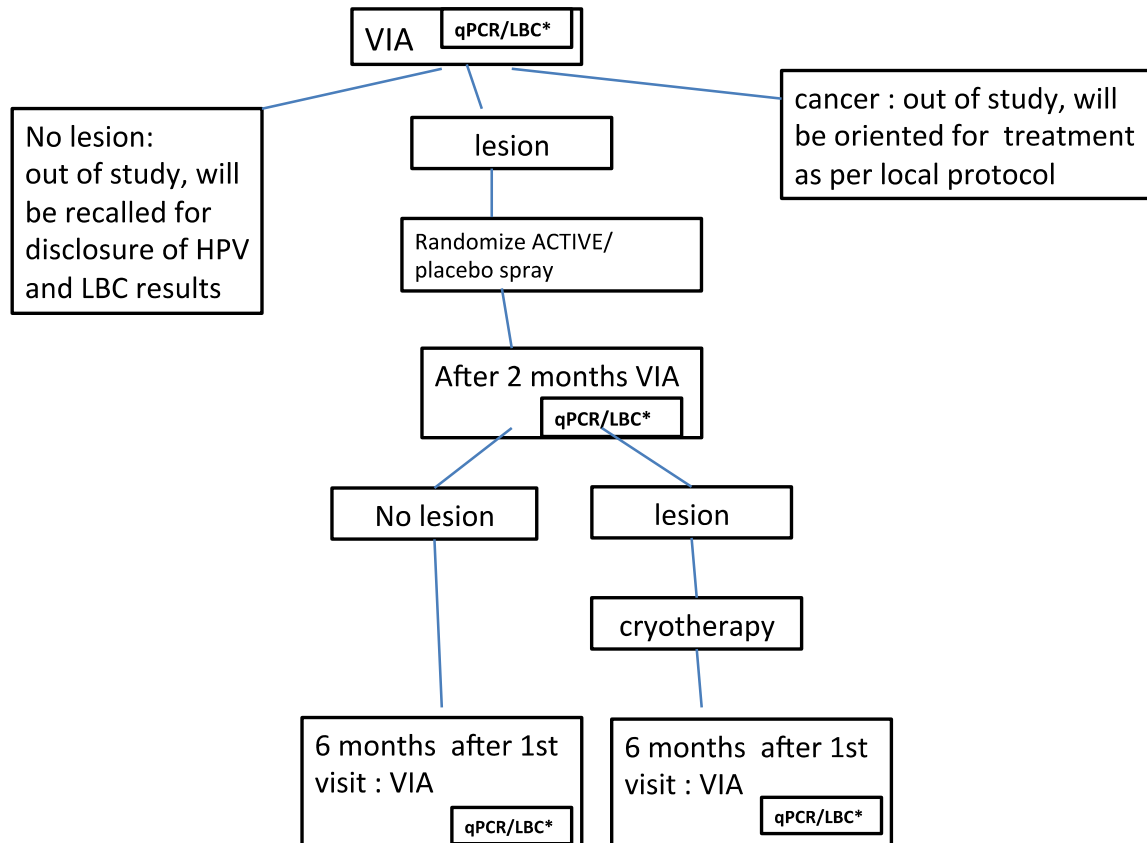 VIA
qPCR/LBC*
No lesion:
out of study, will
be recalled for
disclosure of HPV
and LBC results
lesion
cancer : out of study, will
be oriented for treatment
as per local protocol
Randomize ACTIVE/
placebo spray
After 2 months VIA
qPCR/LBC*
No lesion
lesion
cryotherapy
6 months after 1st
visit : VIA
qPCR/LBC*
6 months after 1st
visit : VIA
qPCR/LBC*